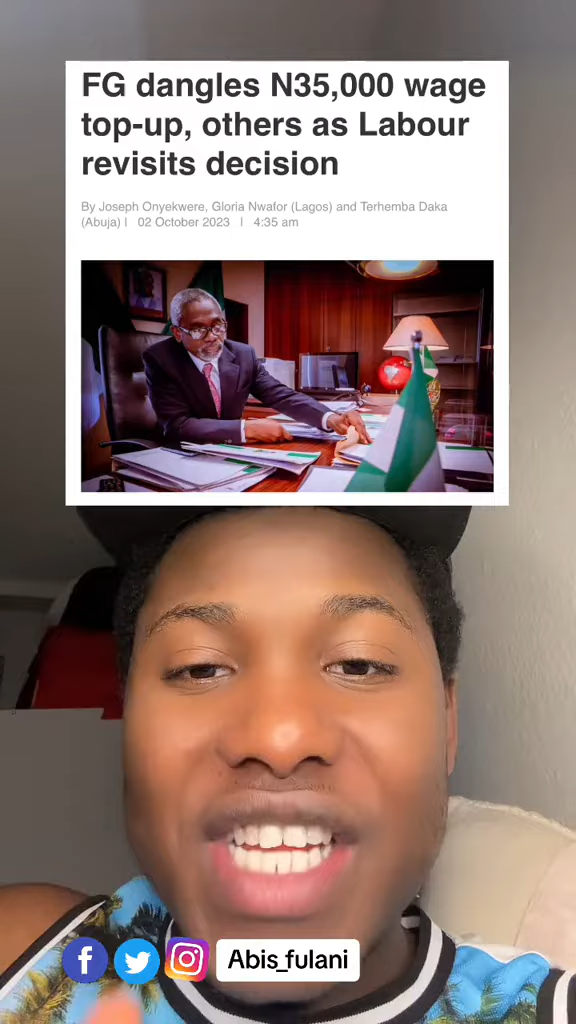 FG dangles N35,000 wage
top-up, others as Labour
revisits decision
By Joseph Onyekwere, Gloria Nwafor (Lagos) and Terhemba Daka
(Abuja) | 02 October 2023 | 4:35 am
Abis_fulani